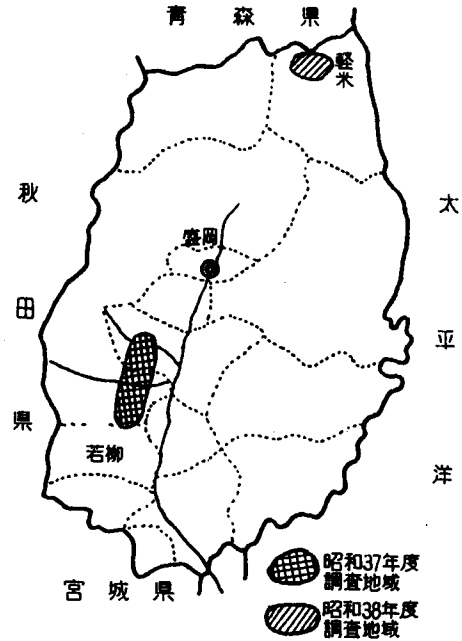 青森県
軽米
秋田県
太平洋
盛岡
若柳
宮城県
昭和37年度
調査地域
昭和38年度
調査地域